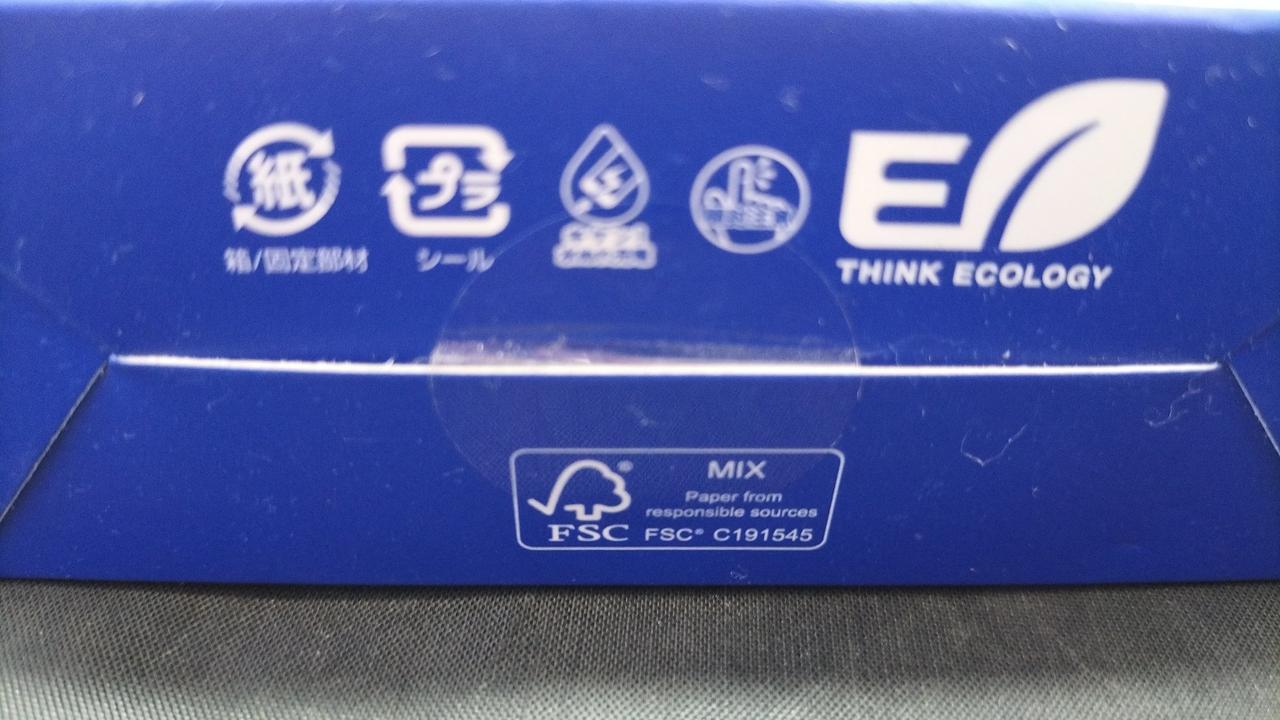 紙
箱/固定部材
プラ
シール
E
THINK ECOLOGY
FSC
MIX
Paper from
responsible sources
FSC® C191545